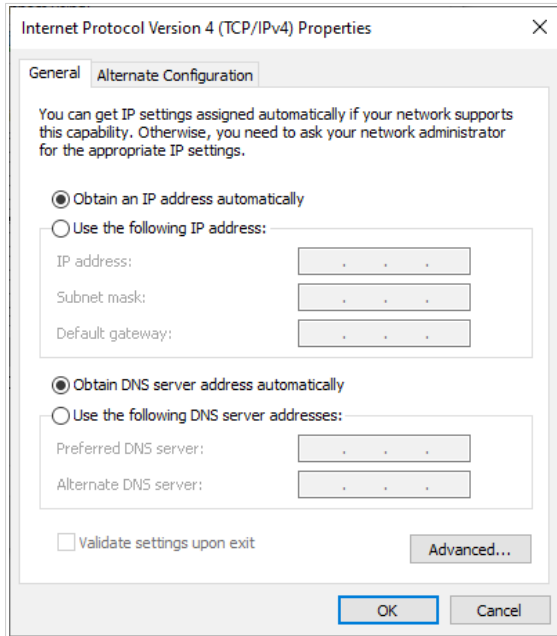 Internet Protocol Version 4 (TCP/IPv4) Properties
General
Alternate Configuration
You can get IP settings assigned automatically if your network supports
this capability. Otherwise, you need to ask your network administrator
for the appropriate IP settings.
Obtain an IP address automatically
Use the following IP address:
IP address:
Subnet mask:
Default gateway:
Obtain DNS server address automatically
Use the following DNS server addresses:
Preferred DNS server:
Alternate DNS server:
Validate settings upon exit
Advanced...
OK
Cancel